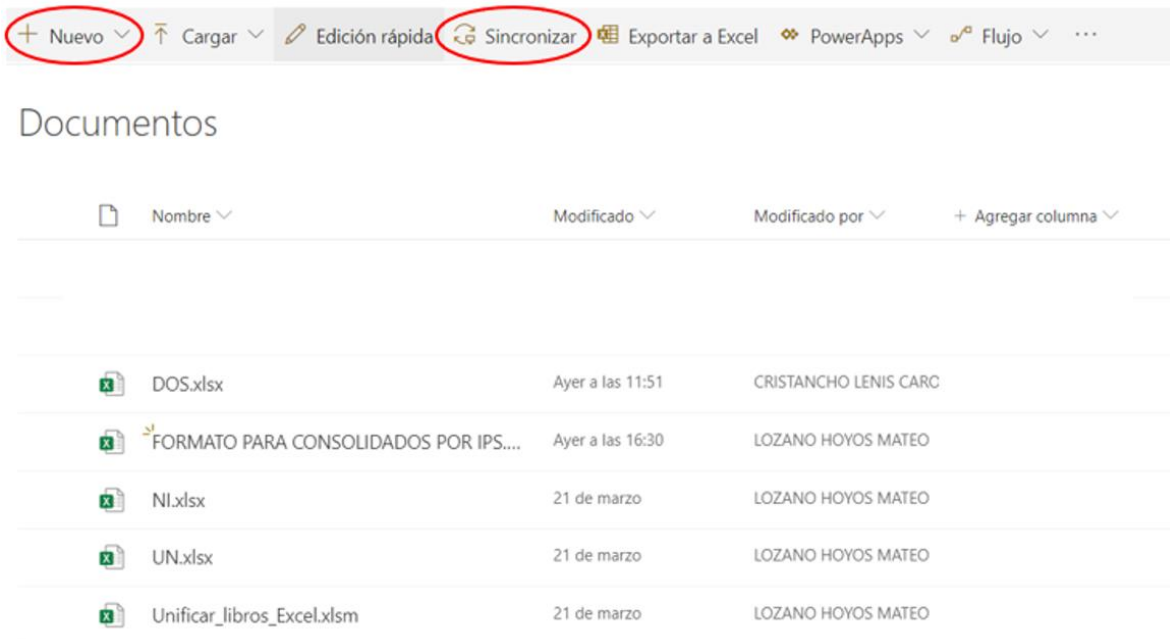 + Nuevo Cargar Edición rápida Sincronizar Exportar a Excel PowerApps Flujo ...
Documentos
Nombre Modificado Modificado por + Agregar columna
DOS.xlsx Ayer a las 11:51 CRISTANCHO LENIS CARO
FORMATO PARA CONSOLIDADOS POR IPS.... Ayer a las 16:30 LOZANO HOYOS MATEO
NI.xlsx 21 de marzo LOZANO HOYOS MATEO
UN.xlsx 21 de marzo LOZANO HOYOS MATEO
Unificar_libros_Excel.xlsm 21 de marzo LOZANO HOYOS MATEO